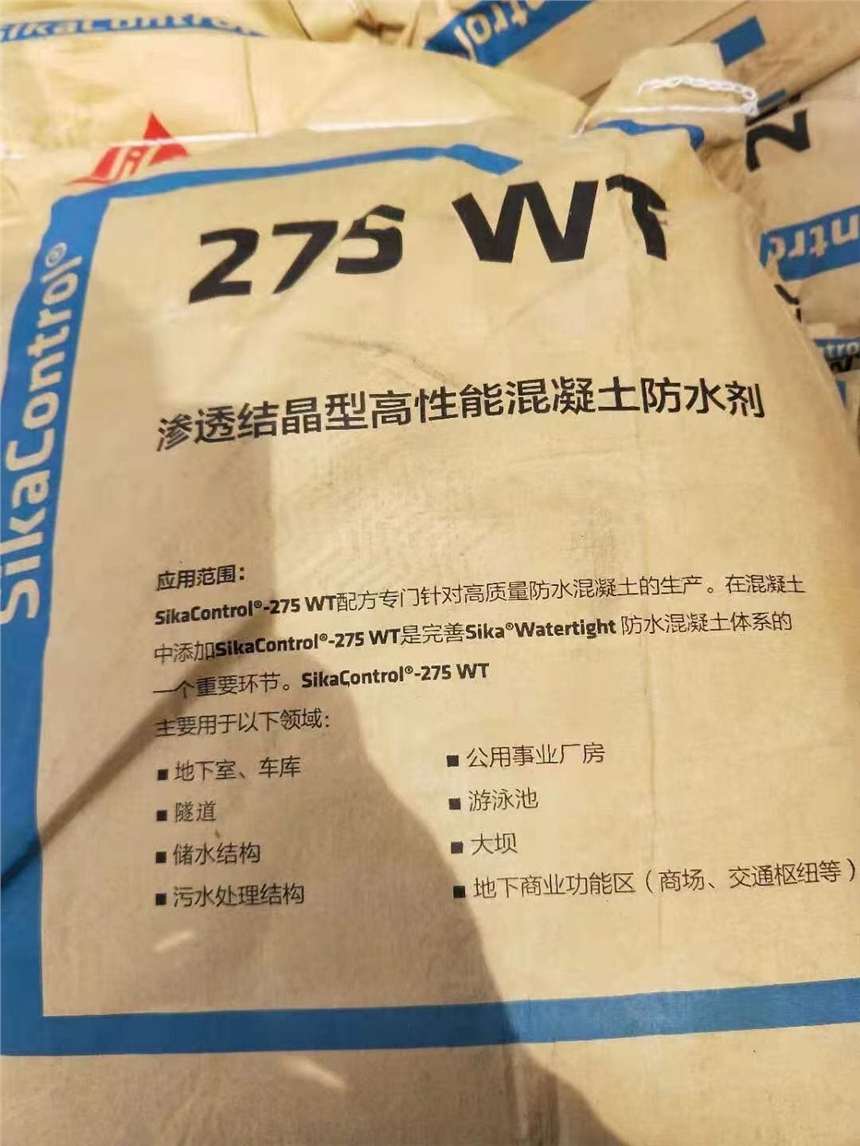 SikaControl
275 WT
SikaControl®
渗透结晶型高性能混凝土防水剂
应用范围：
SikaControl®-275 WT配方专门针对高质量防水混凝土的生产。在混凝土
中添加SikaControl®-275 WT是完善Sika®Watertight 防水混凝土体系的
一个重要环节。SikaControl®-275 WT
主要用于以下领域：
■ 地下室、车库
■ 隧道
■ 储水结构
■ 污水处理结构
■ 公用事业厂房
■ 游泳池
■ 大坝
■ 地下商业功能区（商场、交通枢纽等）